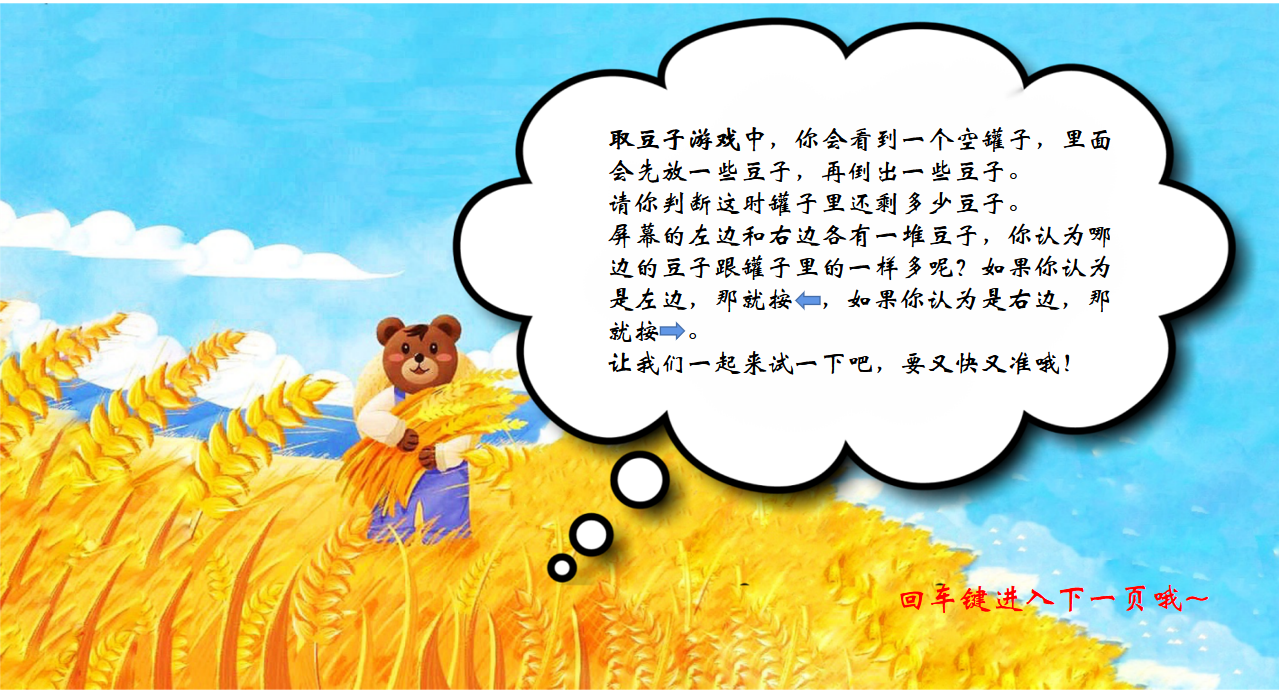 取豆子游戏中，你会看到一个空罐子，里面
会先放一些豆子，再倒出一些豆子。
请你判断这时罐子里还剩多少豆子。
屏幕的左边和右边各有一堆豆子，你认为哪
边的豆子跟罐子里的一样多呢？如果你认为
是左边，那就按⬅，如果你认为是右边，那
就按➡。
让我们一起来试一下吧，要又快又准哦！
回车键进入下一页哦～